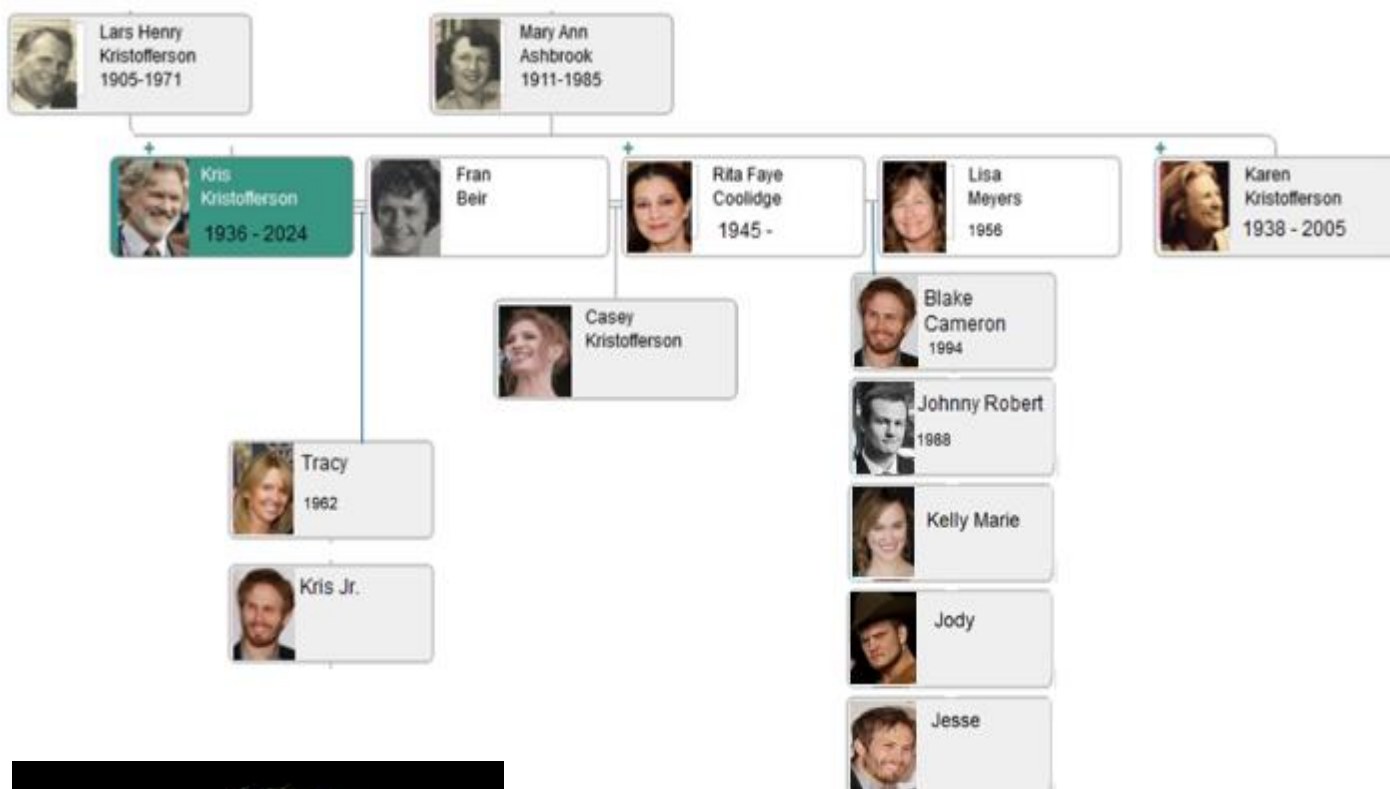 Lars Henry
Kristofferson
1905-1971
Mary Ann
Ashbrook
1911-1985
Kris
Kristofferson
1936 - 2024
Fran
Beir
Rita Faye
Coolidge
1945 -
Lisa
Meyers
1956
Karen
Kristofferson
1938 - 2005
Casey
Kristofferson
Blake
Cameron
1994
Johnny Robert
1988
Tracy
1962
Kelly Marie
Kris Jr.
Jody
Jesse